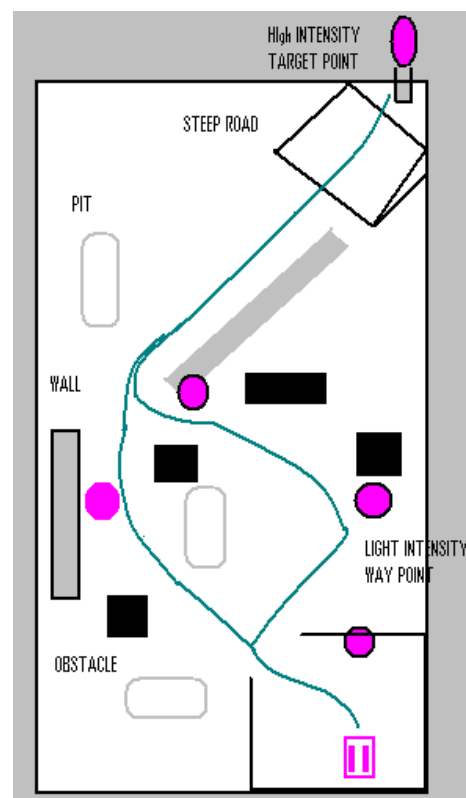 HIgh INTENSITY
TARGET POINT
STEEP ROAD
PIT
WALL
LIGHT INTENSITY
WAY POINT
OBSTACLE